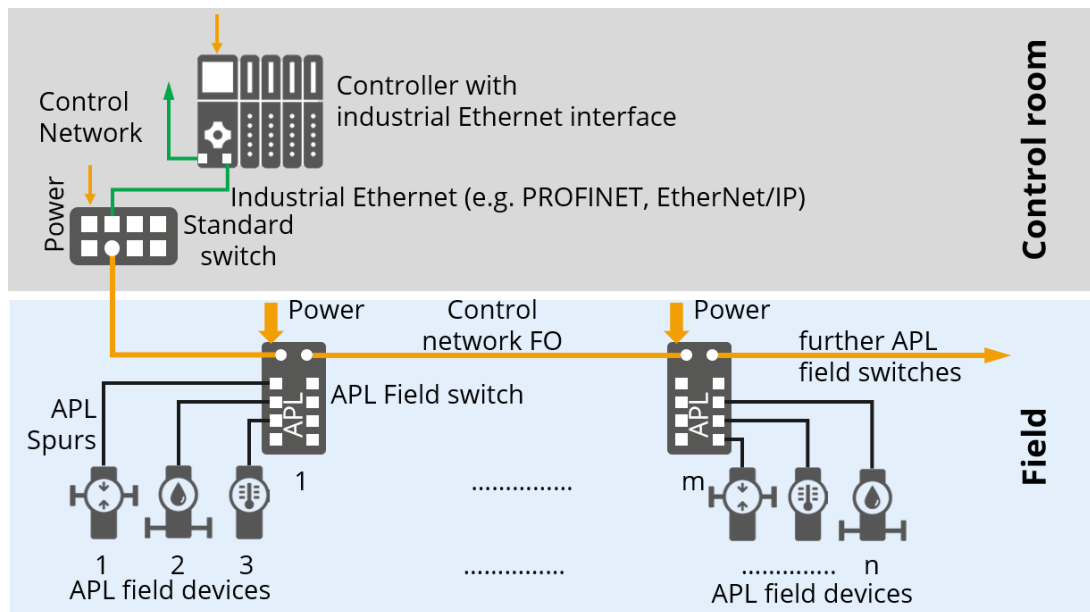 Control
Network
Controller with
industrial Ethernet interface
Control room
Power
Industrial Ethernet (e.g. PROFINET, EtherNet/IP)
Standard
switch
Power
Control
network FO
Power
further APL
field switches
APL Field switch
APL
APL
APL
Spurs
Field
1
...............
m
1
2
3
...............
..............
n
APL field devices
APL field devices